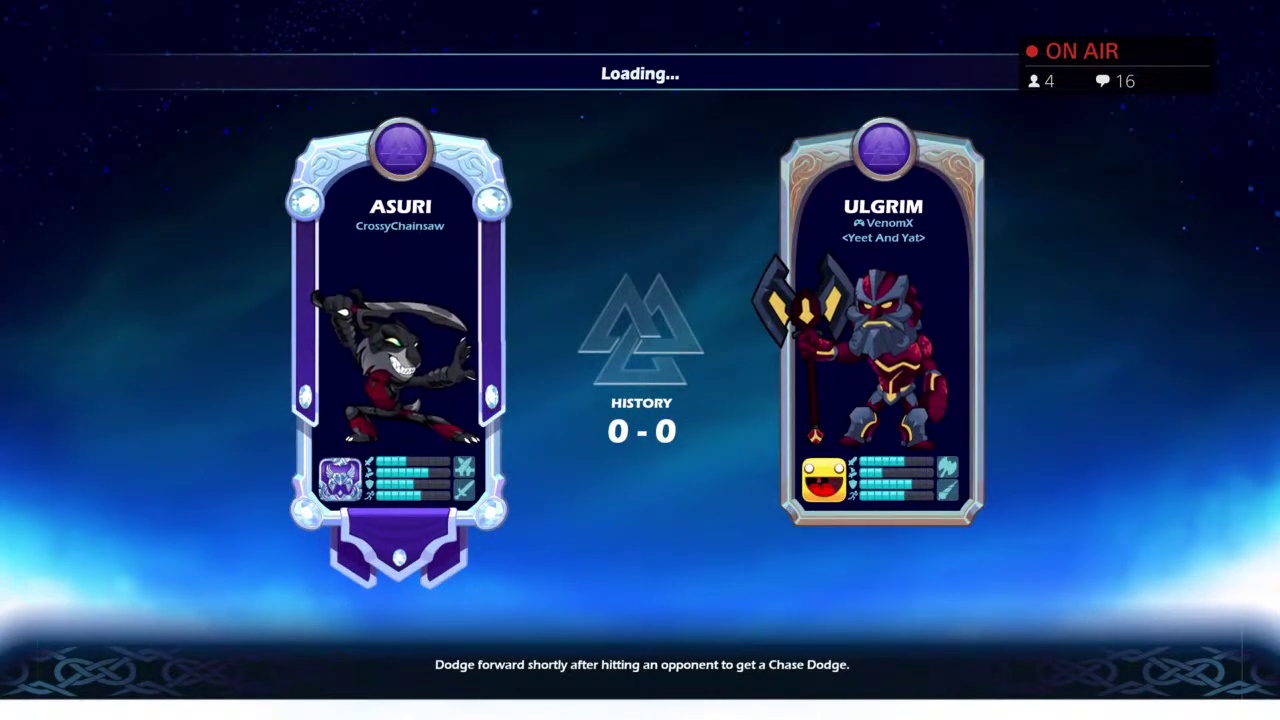 ON AIR
4 16
Loading...
ASURI
CrossyChainsaw
ULGRIM
VenomX
<Yeet And Yat>
HISTORY
0 - 0
Dodge forward shortly after hitting an opponent to get a Chase Dodge.